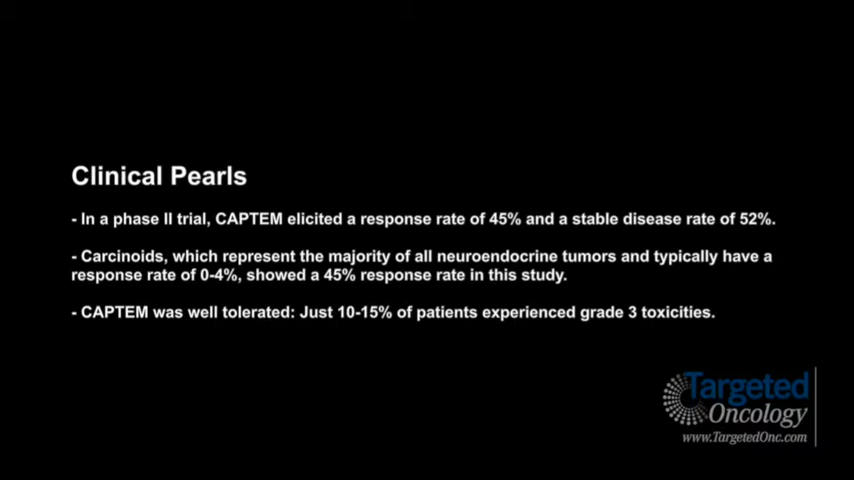 Clinical Pearls
- In a phase II trial, CAPTEM elicited a response rate of 45% and a stable disease rate of 52%.
- Carcinoids, which represent the majority of all neuroendocrine tumors and typically have a
response rate of 0-4%, showed a 45% response rate in this study.
- CAPTEM was well tolerated: Just 10-15% of patients experienced grade 3 toxicities.
Targeted
Oncology
www.TargetedOnc.com